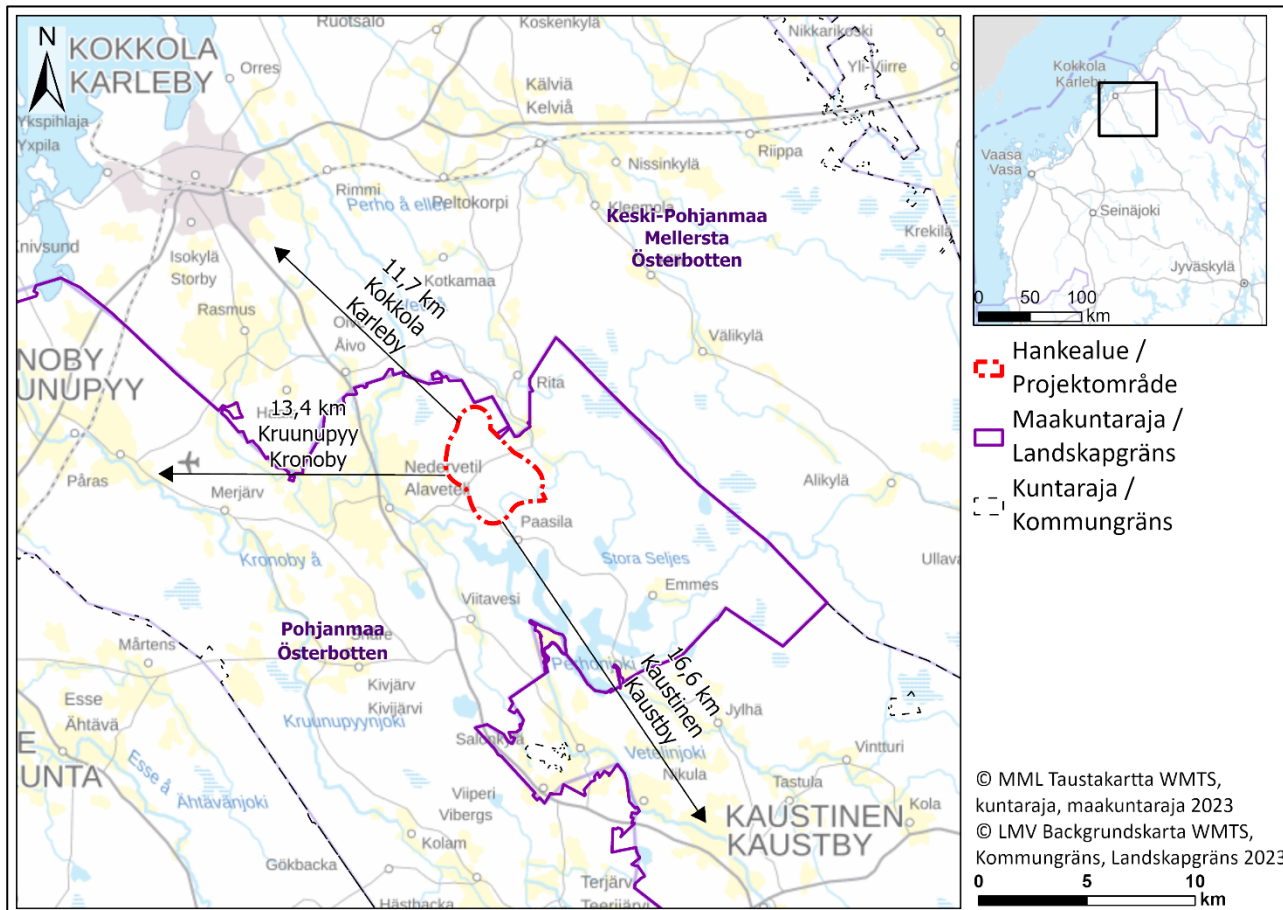 N
KOKKOLA
KARLEBY
Ruotsalo
Koskenkylä
Nikkarikoski
Yli-Viirre
Orres
Kälviä
Kelviå
Ykspihlaja
Yxpila
Nissinkylä
Riippa
Rimmi
Perho å eller
Peltokorpi
Kleemola
Keski-Pohjanmaa
Mellersta
Österbotten
Krekilä
Knivsund
Isokylä
Storby
Kotkamaa
11,7 km
Kokkola
Karleby
Rasmus
Åivo
Välikylä
NOBY
UNUPYY
Rita
13,4 km
Kruunupyy
Kronoby
Nedervetil
Alaveteli
Påras
Merjärv
Alikylä
Paasila
Kronoby å
Stora Seljes
Ullava
Emmes
Viitavesi
Pohjanmaa
Österbotten
Mårtens
Perhonjoki
16,6 km
Kaustinen
Kaustby
Kivjärv
Kivijärvi
Jylhä
Esse
Ähtävä
Kruunupyynjoki
Salonkylä
Vetelinjoki
Vintturi
E
UNTA
Nikula
Esse å
Ähtävänjoki
Tastula
Viiperi
Vibergs
KAUSTINEN
KAUSTBY
Kola
Kolam
Gökbacka
Terjärv
Teerijärvi
Hästbacka
Kokkola
Karleby
Vaasa
Vasa
Seinäjoki
Jyväskylä
0 50 100
km
Hankealue /
Projektområde
Maakuntaraja /
Landskapgräns
Kuntaraja /
Kommungräns
© MML Taustakartta WMTS,
kuntaraja, maakuntaraja 2023
© LMV Backgrundskarta WMTS,
Kommungräns, Landskapgräns 2023
0 5 10
km